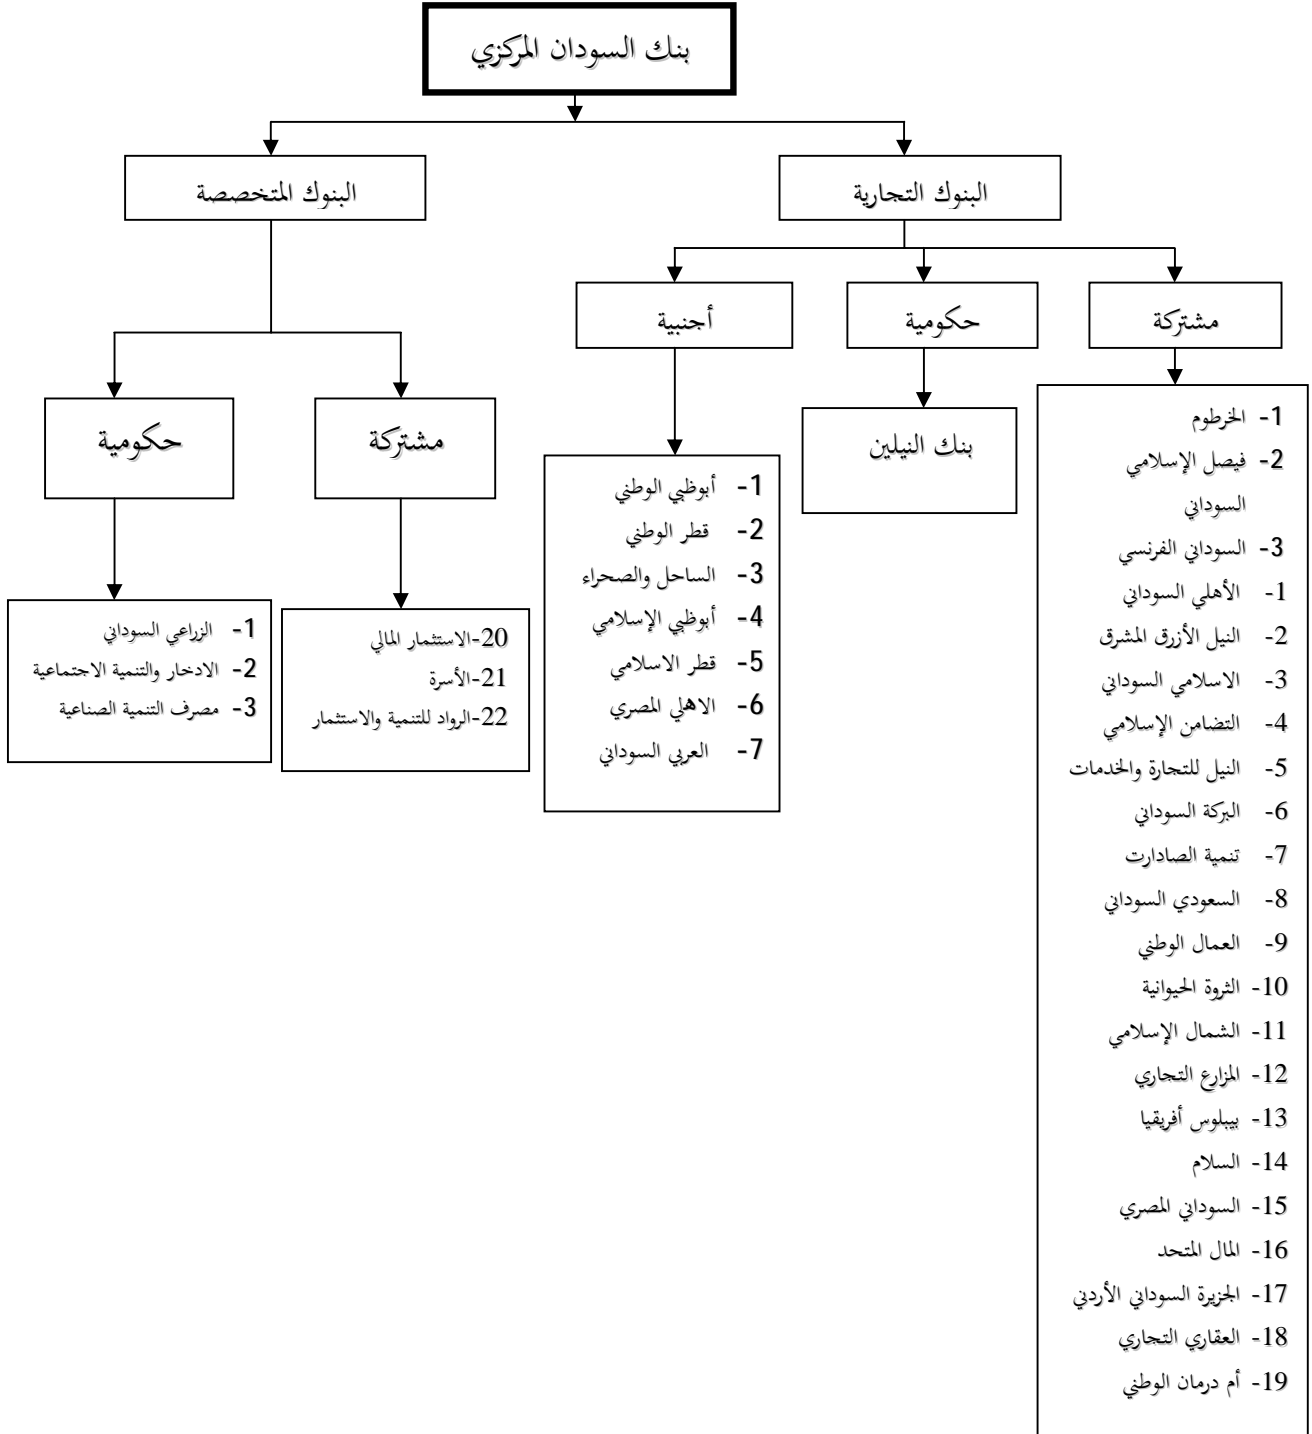 بنك السودان المركزي
البنوك التجارية
البنوك المتخصصة
مشتركة
حكومية
أجنبية
1- الخرطوم
2- فيصل الإسلامي
السوداني
3- السوداني الفرنسي
1- الأهلي السوداني
2- النيل الأزرق المشرق
3- الاسلامي السوداني
4- التضامن الإسلامي
5- النيل للتجارة والخدمات
6- البركة السوداني
7- تنمية الصادارت
8- السعودي السوداني
9- العمال الوطني
10- الثروة الحيوانية
11- الشمال الإسلامي
12- المزارع التجاري
13- بيبلوس أفريقيا
14- السلام
15- السوداني المصري
16- المال المتحد
17- الجزيرة السوداني الأردني
18- العقاري التجاري
19- أم درمان الوطني
بنك النيلين
1- أبوظبي الوطني
2- قطر الوطني
3- الساحل والصحراء
4- أبوظبي الإسلامي
5- قطر الاسلامي
6- الاهلي المصري
7- العربي السوداني
مشتركة
حكومية
20-الاستثمار المالي
21-الأسرة
22-الرواد للتنمية والاستثمار
1- الزراعي السوداني
2- الادخار والتنمية الاجتماعية
3- مصرف التنمية الصناعية